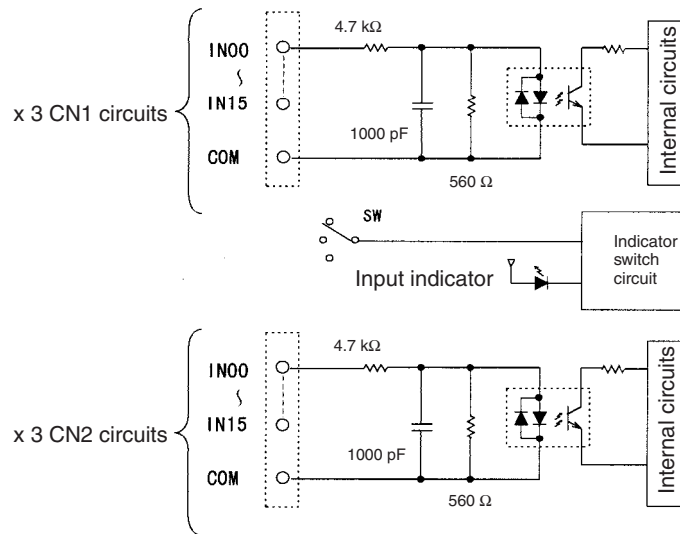 4.7 kΩ
IN00
x 3 CN1 circuits
IN15
1000 pF
COM
560 Ω
Internal circuits
SW
Input indicator
Indicator
switch
circuit
4.7 kΩ
IN00
x 3 CN2 circuits
IN15
1000 pF
COM
560 Ω
Internal circuits